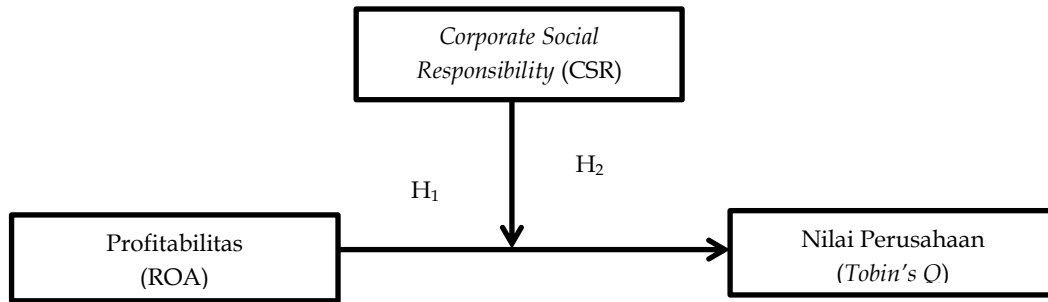 Corporate Social
Responsibility (CSR)
H₂
H₁
Profitabilitas
(ROA)
Nilai Perusahaan
(Tobin's Q)